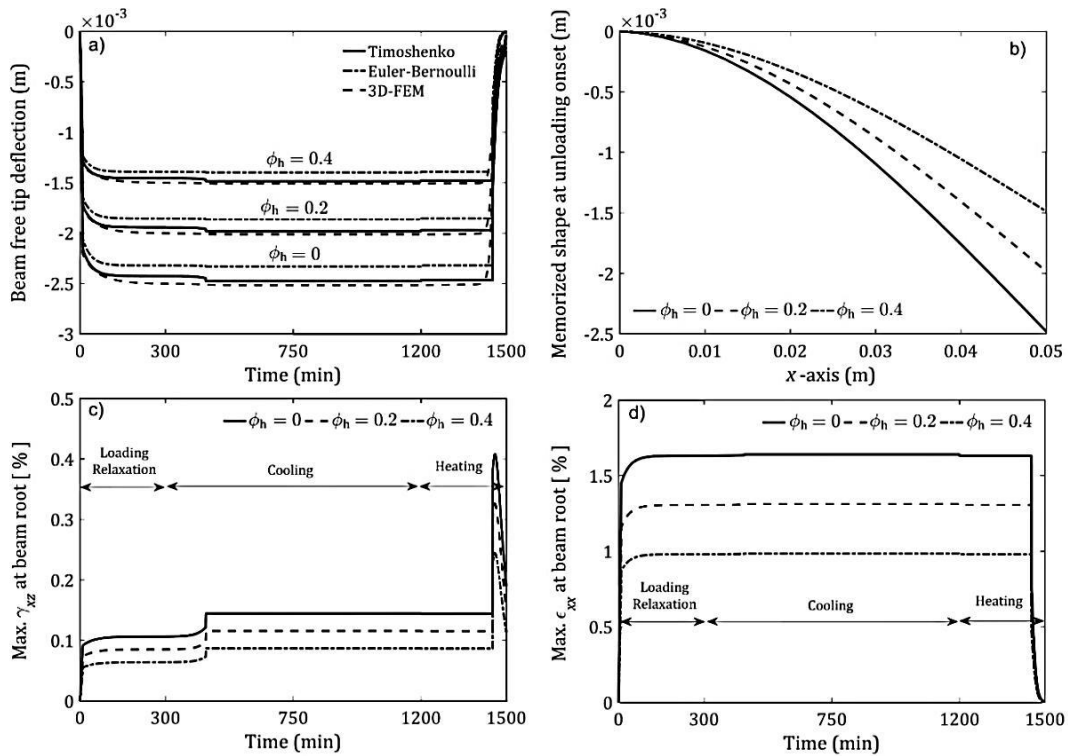 ×10⁻³
a)
0
-0.5
-1
-1.5
-2
-2.5
-3
Beam free tip deflection (m)
Timoshenko
Euler-Bernoulli
3D-FEM
ϕh = 0.4
ϕh = 0.2
ϕh = 0
0 300 750 1200 1500
Time (min)
×10⁻³
b)
0
-0.5
-1
-1.5
-2
-2.5
Memorized shape at unloading onset (m)
ϕh = 0 ϕh = 0.2 ϕh = 0.4
0 0.01 0.02 0.03 0.04 0.05
x-axis (m)
c)
0.5
0.4
0.3
0.2
0.1
0
Max. γxz at beam root [ % ]
ϕh = 0 ϕh = 0.2 ϕh = 0.4
Loading
Relaxation
Cooling
Heating
0 300 750 1200 1500
Time (min)
d)
2
1.5
1
0.5
0
Max. ϵxx at beam root [ % ]
ϕh = 0 ϕh = 0.2 ϕh = 0.4
Loading
Relaxation
Cooling
Heating
0 300 750 1200 1500
Time (min)